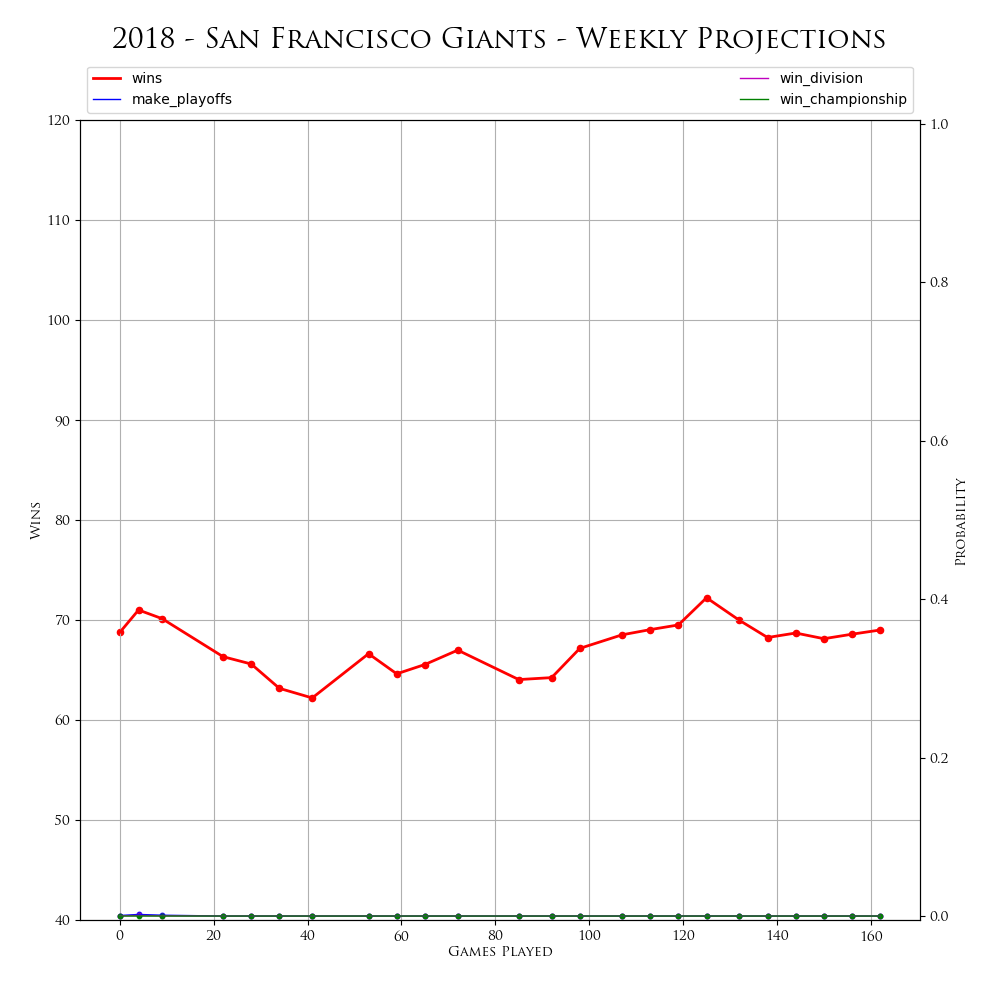 2018 - San Francisco Giants - Weekly Projections
wins
make_playoffs
win_division
win_championship
120
110
100
90
80
70
60
50
40
Wins
1.0
0.8
0.6
0.4
0.2
0.0
Probability
0 20 40 60 80 100 120 140 160
Games Played